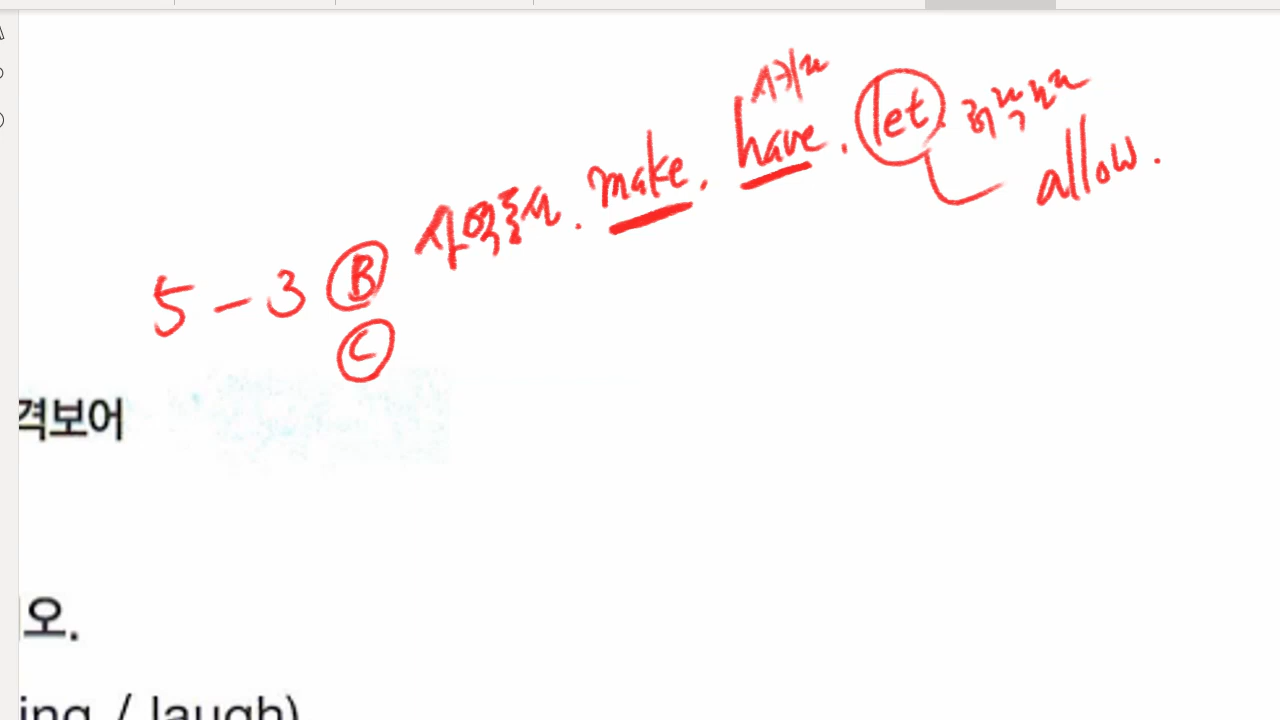 5-3 Ⓑ 사역동사. make. have. let. 허락하다
시키다
allow.
Ⓒ
격보어
오.
ing / laugh)